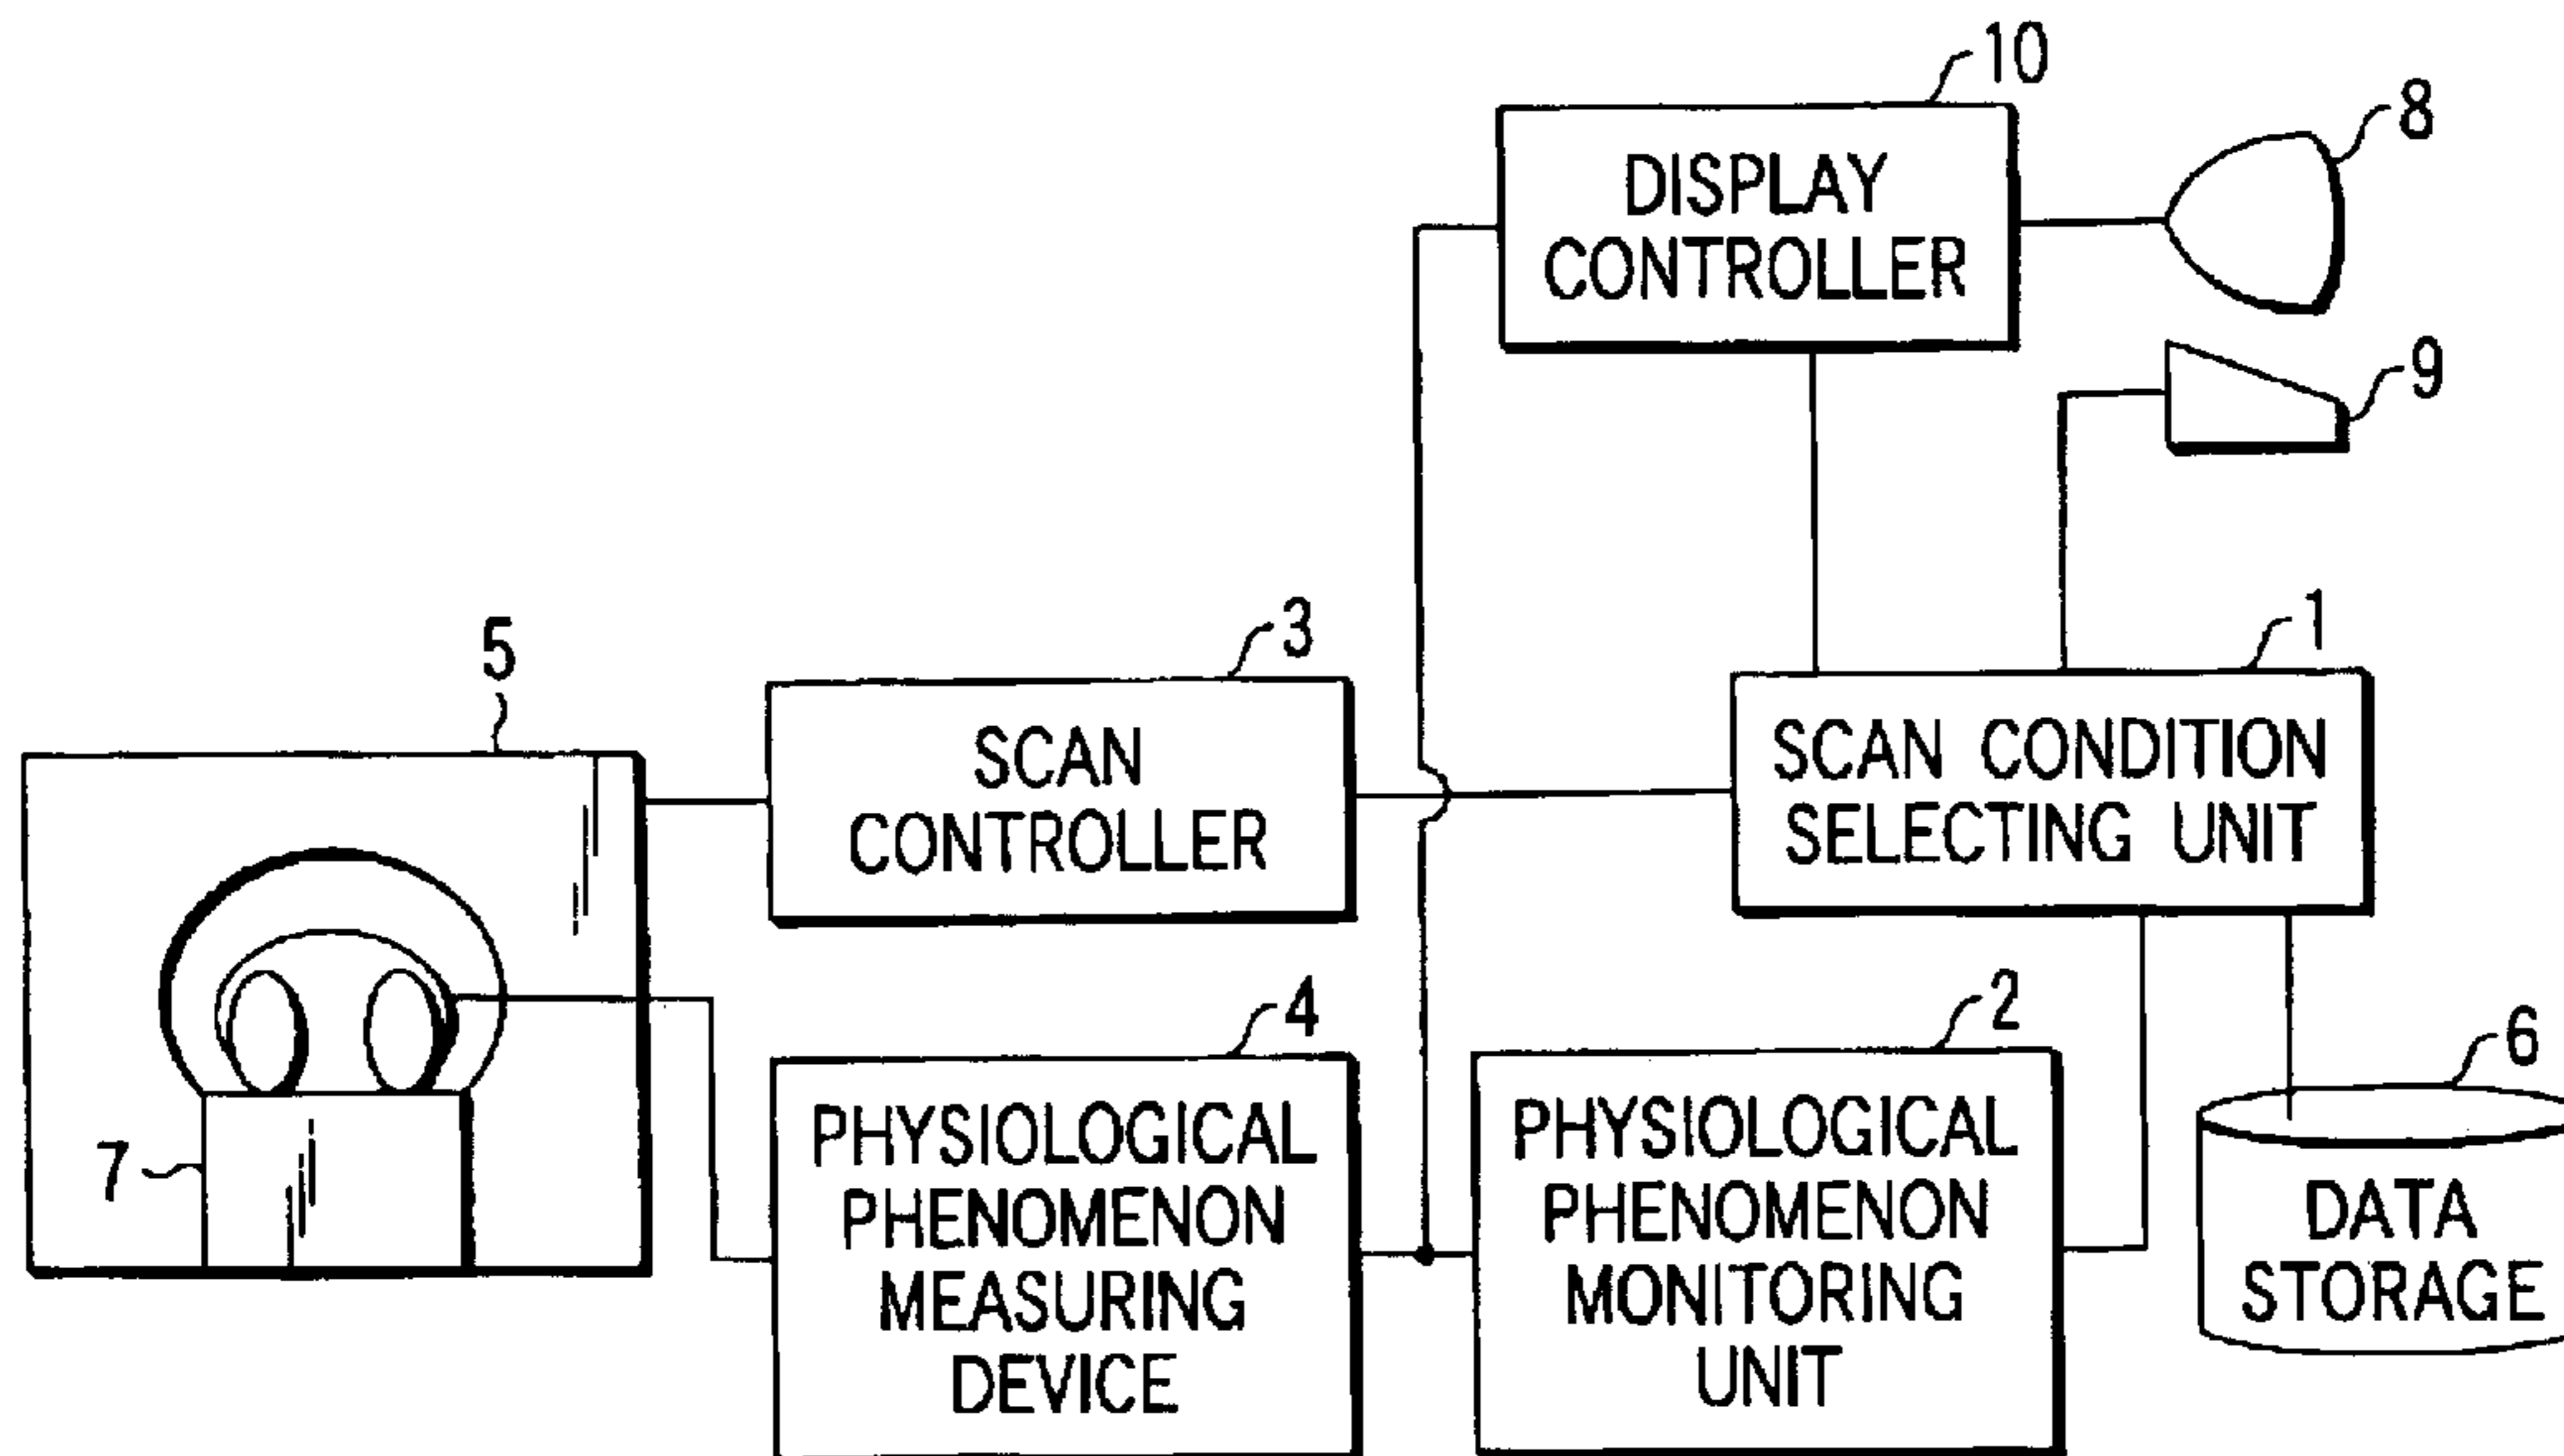 10
DISPLAY
CONTROLLER
8
9
3
SCAN
CONTROLLER
1
SCAN CONDITION
SELECTING UNIT
5
7
4
PHYSIOLOGICAL
PHENOMENON
MEASURING
DEVICE
2
PHYSIOLOGICAL
PHENOMENON
MONITORING
UNIT
6
DATA
STORAGE